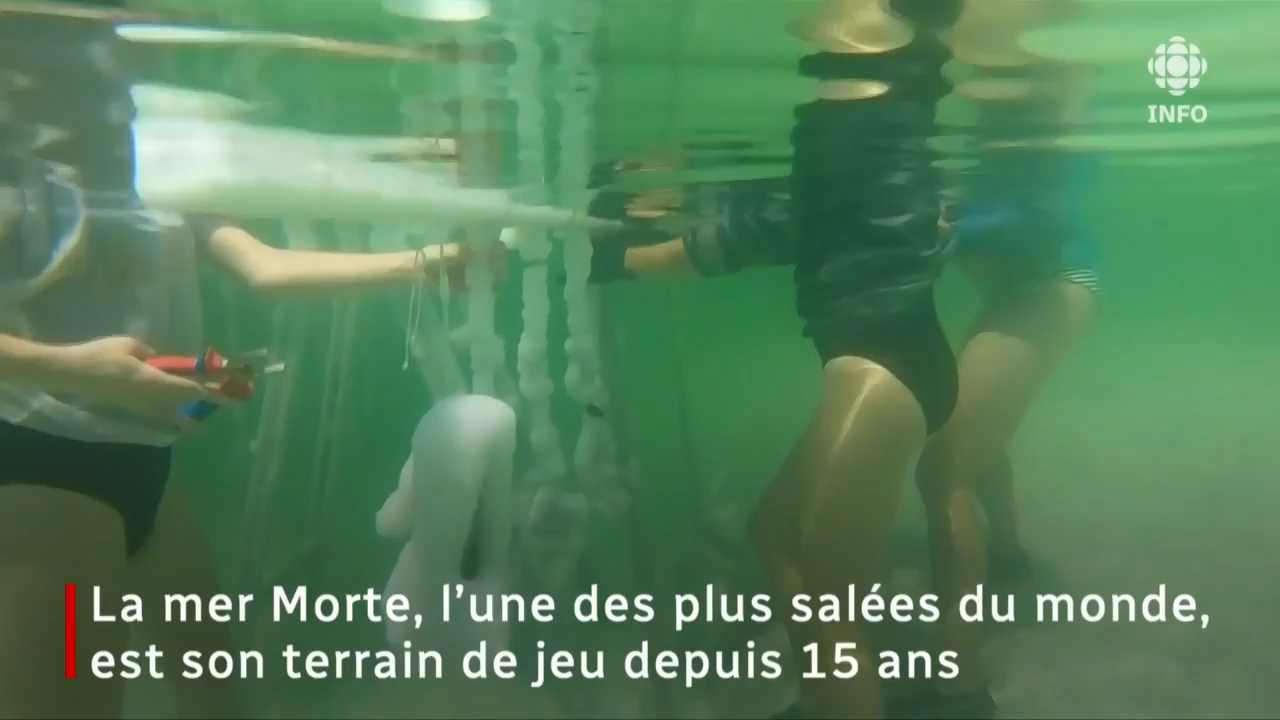 INFO
La mer Morte, l’une des plus salées du monde,
est son terrain de jeu depuis 15 ans